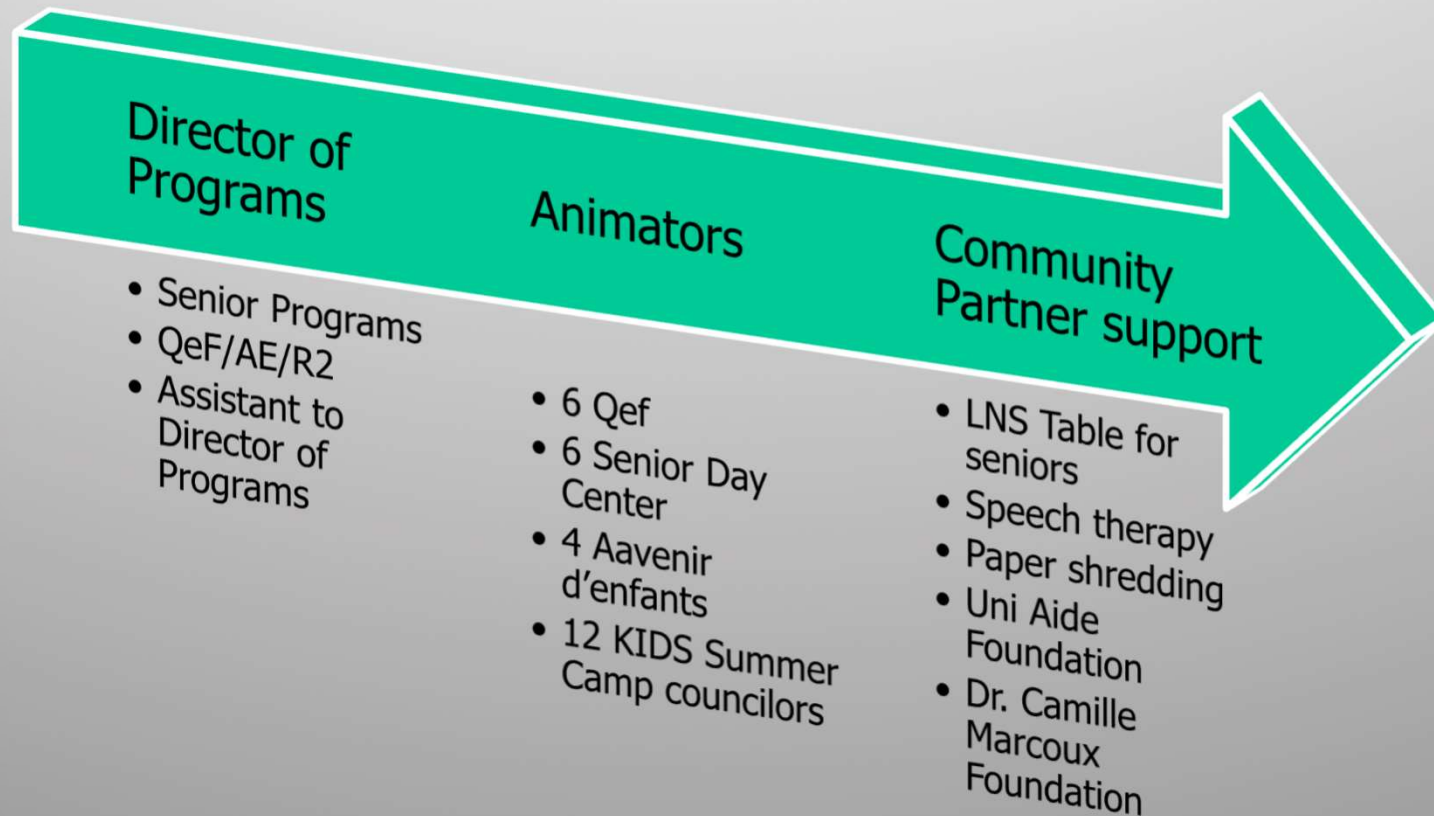 Director of
Programs
• Senior Programs
• QeF/AE/R2
• Assistant to
Director of
Programs
Animators
• 6 Qef
• 6 Senior Day
Center
• 4 Aavenir
d’enfants
• 12 KIDS Summer
Camp councilors
Community
Partner support
• LNS Table for
seniors
• Speech therapy
• Paper shredding
• Uni Aide
Foundation
• Dr. Camille
Marcoux
Foundation